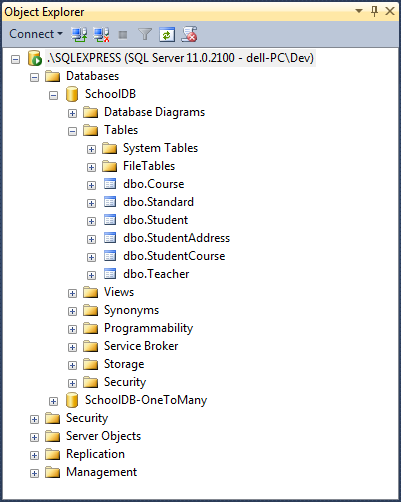 Object Explorer
Connect
.\SQLEXPRESS (SQL Server 11.0.2100 - dell-PC\Dev)
Databases
SchoolDB
Database Diagrams
Tables
System Tables
FileTables
dbo.Course
dbo.Standard
dbo.Student
dbo.StudentAddress
dbo.StudentCourse
dbo.Teacher
Views
Synonyms
Programmability
Service Broker
Storage
Security
SchoolDB-OneToMany
Security
Server Objects
Replication
Management